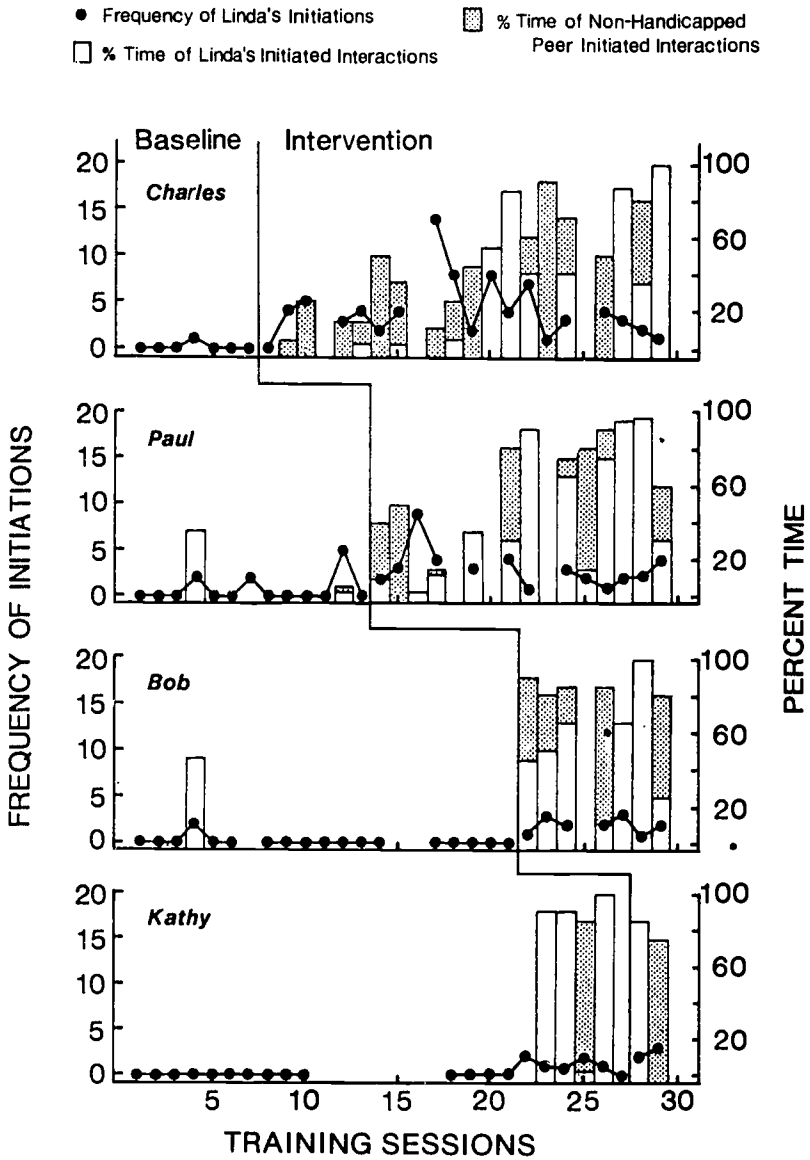 Frequency of Linda's Initiations
% Time of Linda's Initiated Interactions
% Time of Non-Handicapped
Peer Initiated Interactions
Baseline Intervention
Charles
20
15
10
5
0
100
60
20
Paul
20
15
10
5
0
100
60
20
Bob
20
15
10
5
0
100
60
20
Kathy
20
15
10
5
0
100
60
20
5 10 15 20 25 30
TRAINING SESSIONS
FREQUENCY OF INITIATIONS
PERCENT TIME